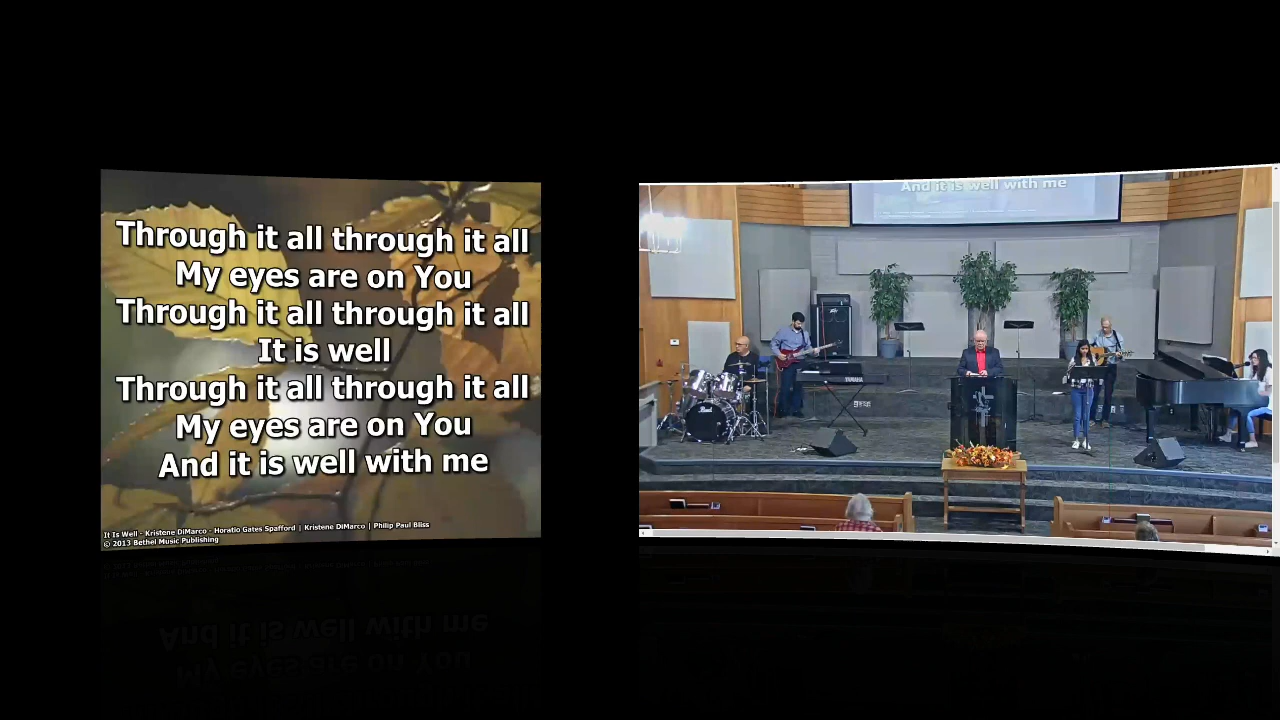 Through it all through it all
My eyes are on You
Through it all through it all
It is well
Through it all through it all
My eyes are on You
And it is well with me
It Is Well - Kristene DiMarco - Horatio Gates Spafford | Kristene DiMarco | Philip Paul Bliss
© 2013 Bethel Music Publishing
And it is well with me
YAMAHA
Pearl